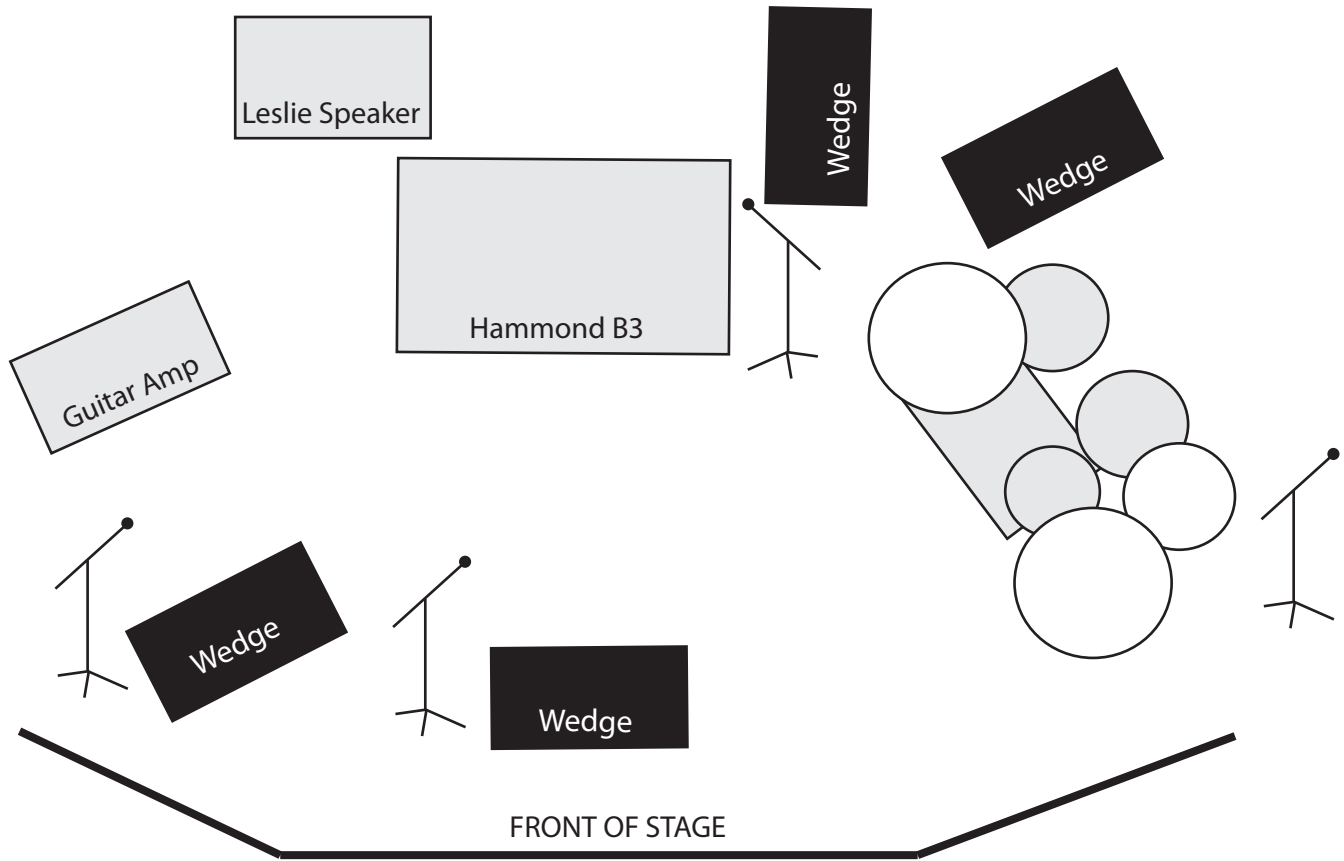 Leslie Speaker
Wedge
Wedge
Hammond B3
Guitar Amp
Wedge
Wedge
FRONT OF STAGE